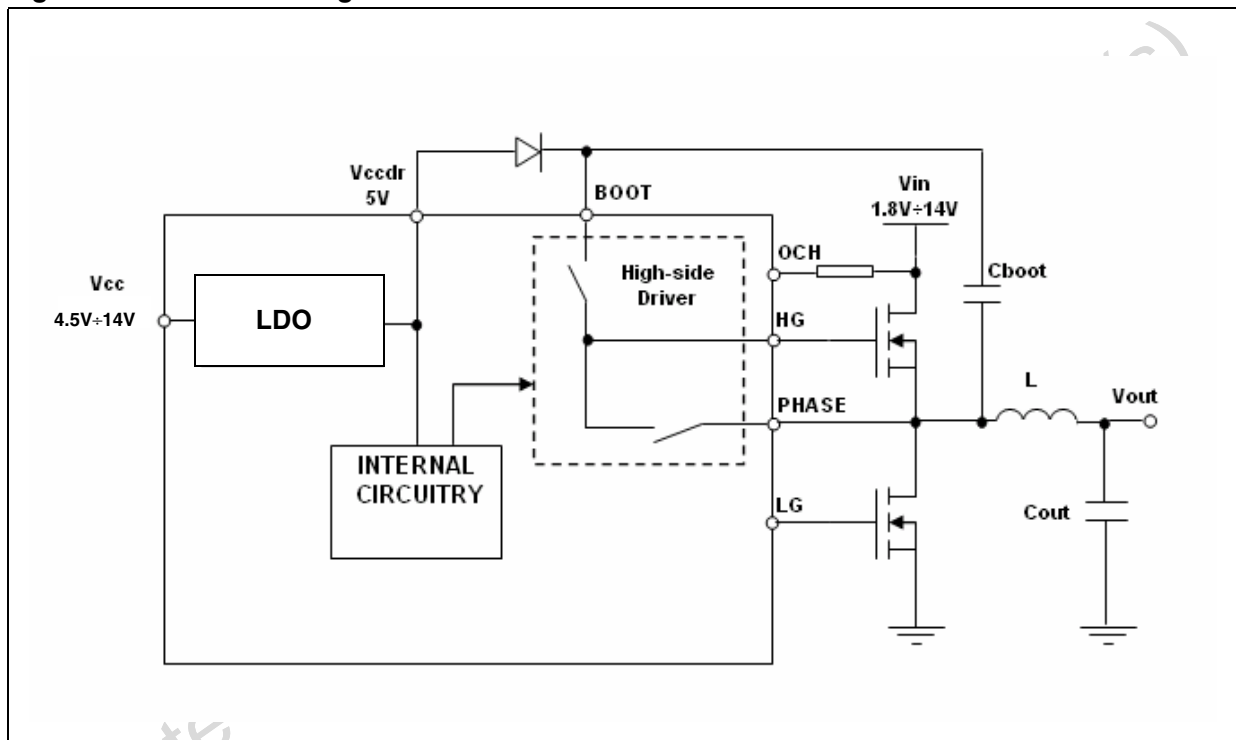 Vccdr
5V
BOOT
Vin
1.8V÷14V
OCH
High-side
Driver
Cboot
Vcc
4.5V÷14V
LDO
HG
L
Vout
PHASE
INTERNAL
CIRCUITRY
LG
Cout